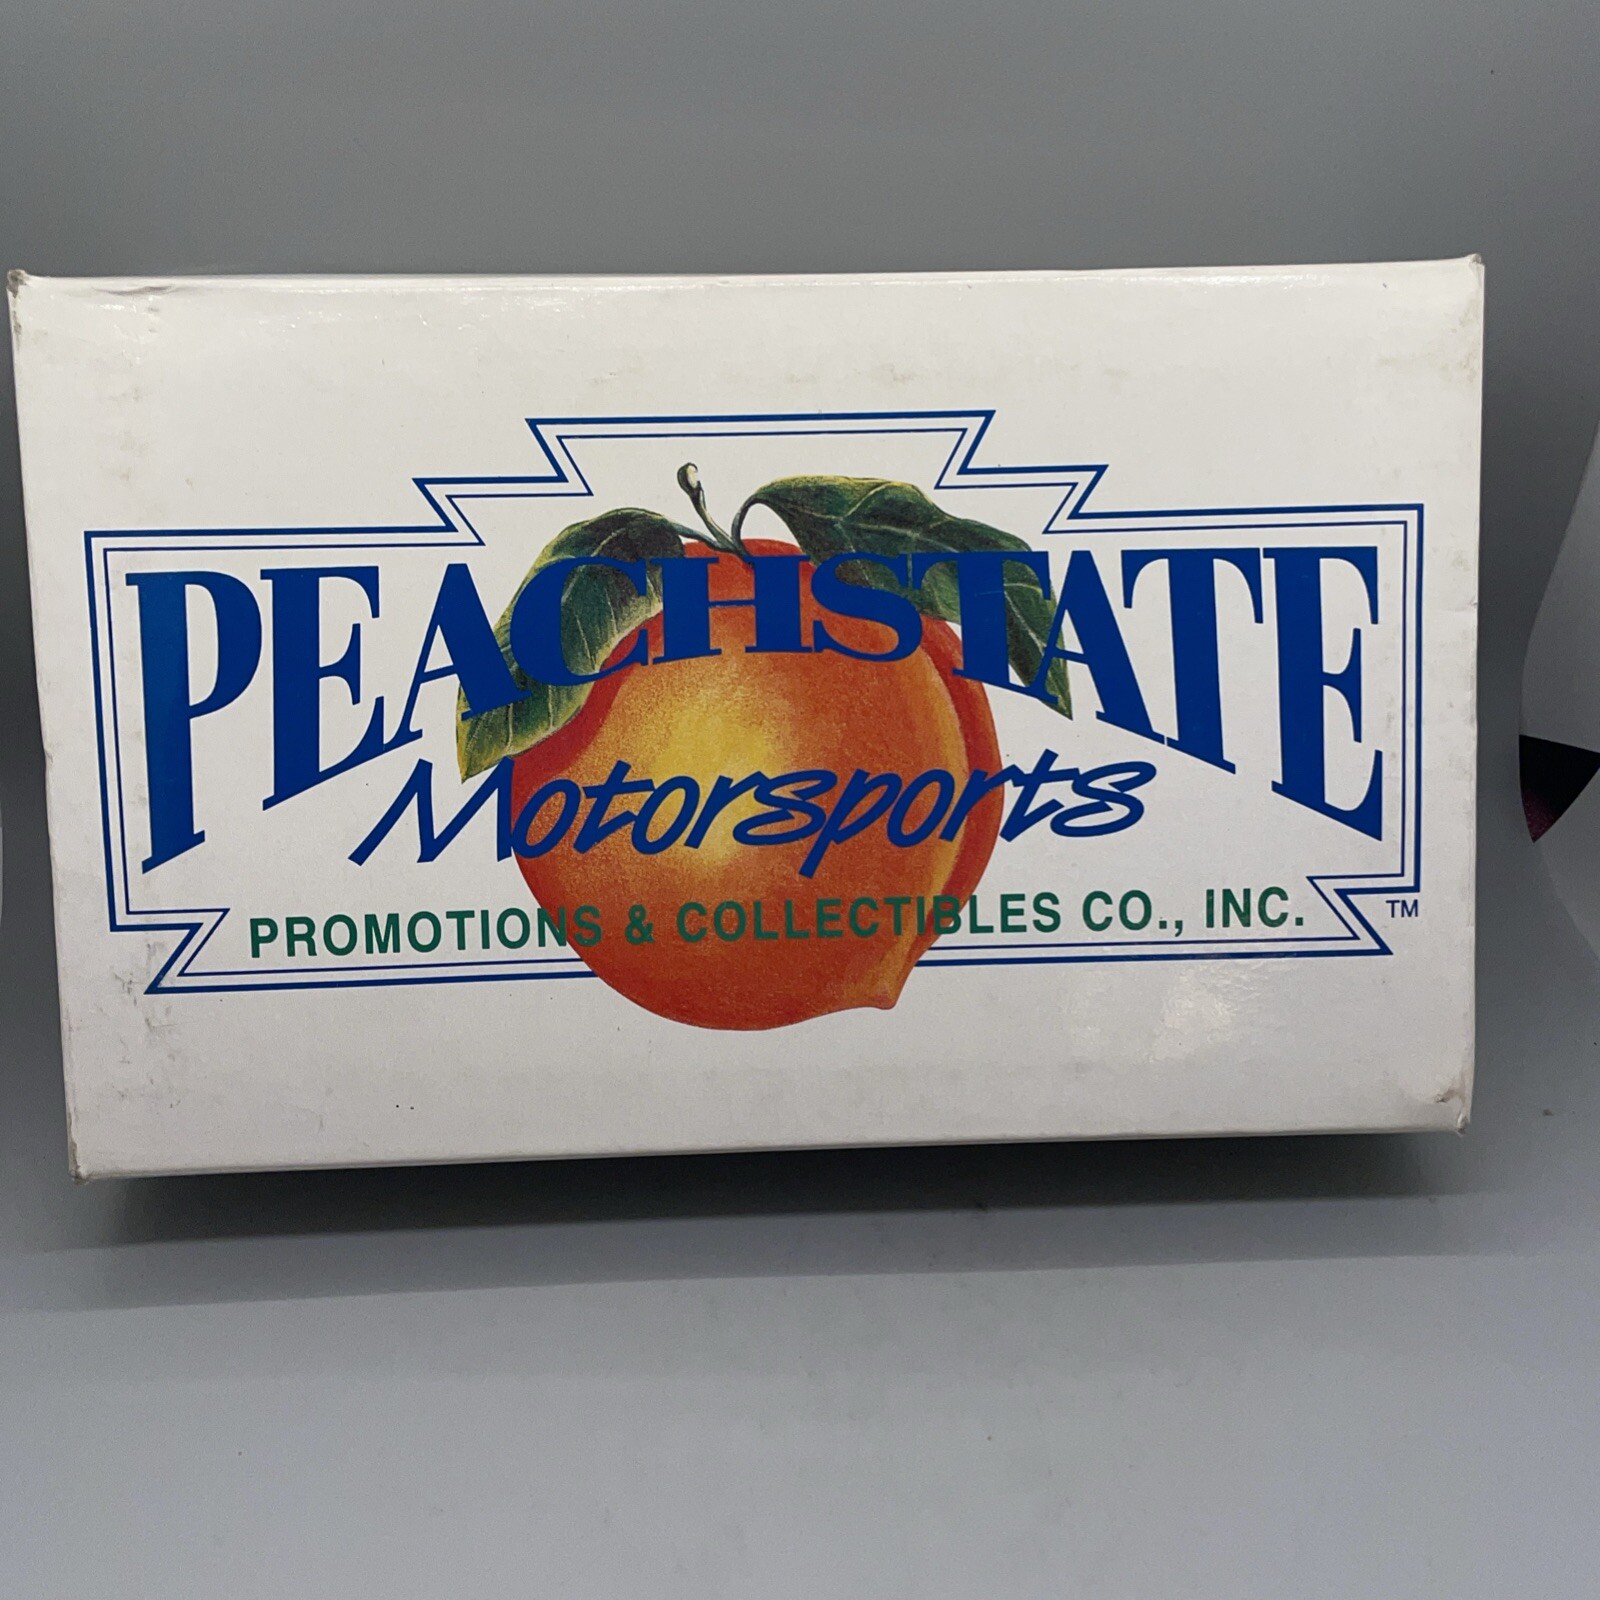 PEACHSTATE
Motorsports
PROMOTIONS & COLLECTIBLES CO., INC.
TM